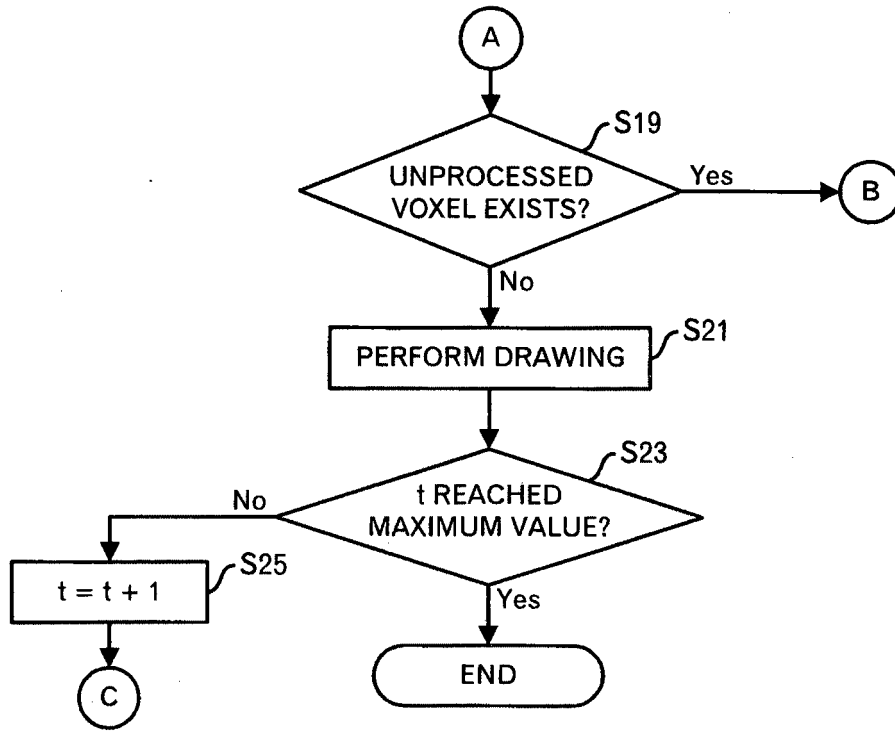 A
S19
UNPROCESSED
VOXEL EXISTS?
Yes
B
No
S21
PERFORM DRAWING
S23
t REACHED
MAXIMUM VALUE?
No
S25
t = t + 1
Yes
C
END